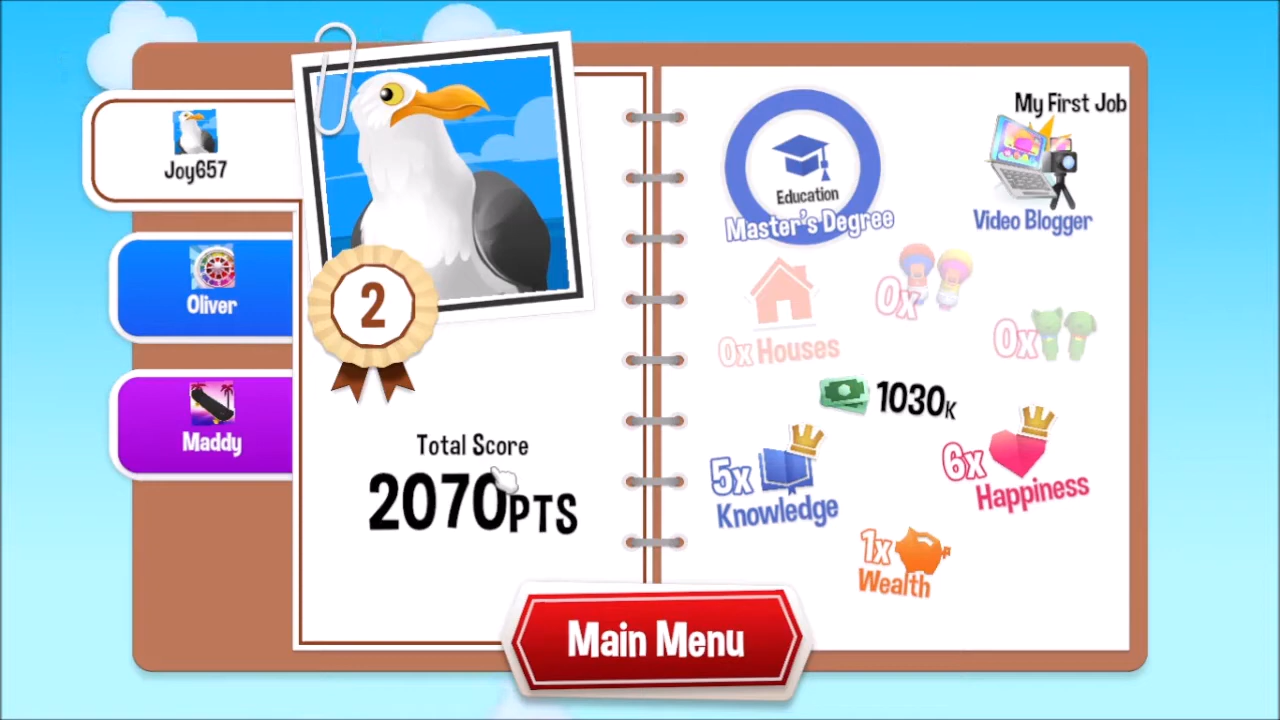 Joy657
Oliver
Maddy
2
Total Score
2070PTS
Main Menu
My First Job
Education
Master's Degree
Video Blogger
0x
0x Houses
0x
1030K
5x
Knowledge
6x
Happiness
1x
Wealth